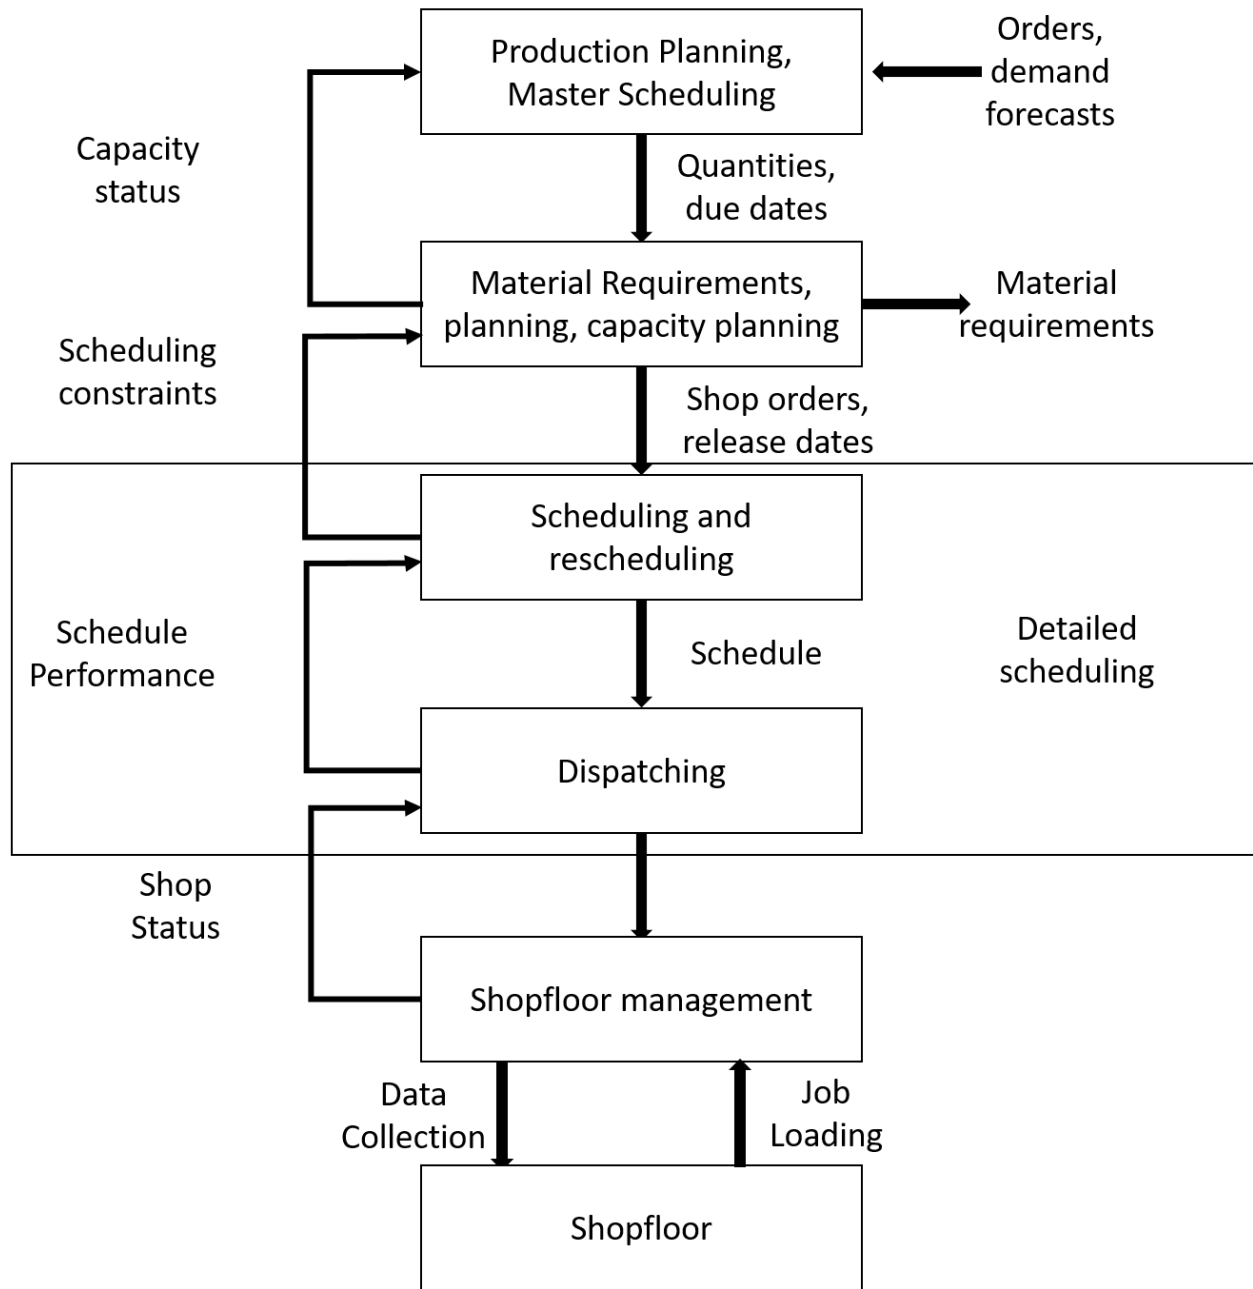 Production Planning,
Master Scheduling
Orders,
demand
forecasts
Capacity
status
Quantities,
due dates
Material Requirements,
planning, capacity planning
Material
requirements
Scheduling
constraints
Shop orders,
release dates
Scheduling and
rescheduling
Schedule
Performance
Schedule
Detailed
scheduling
Dispatching
Shop
Status
Shopfloor management
Data
Collection
Job
Loading
Shopfloor